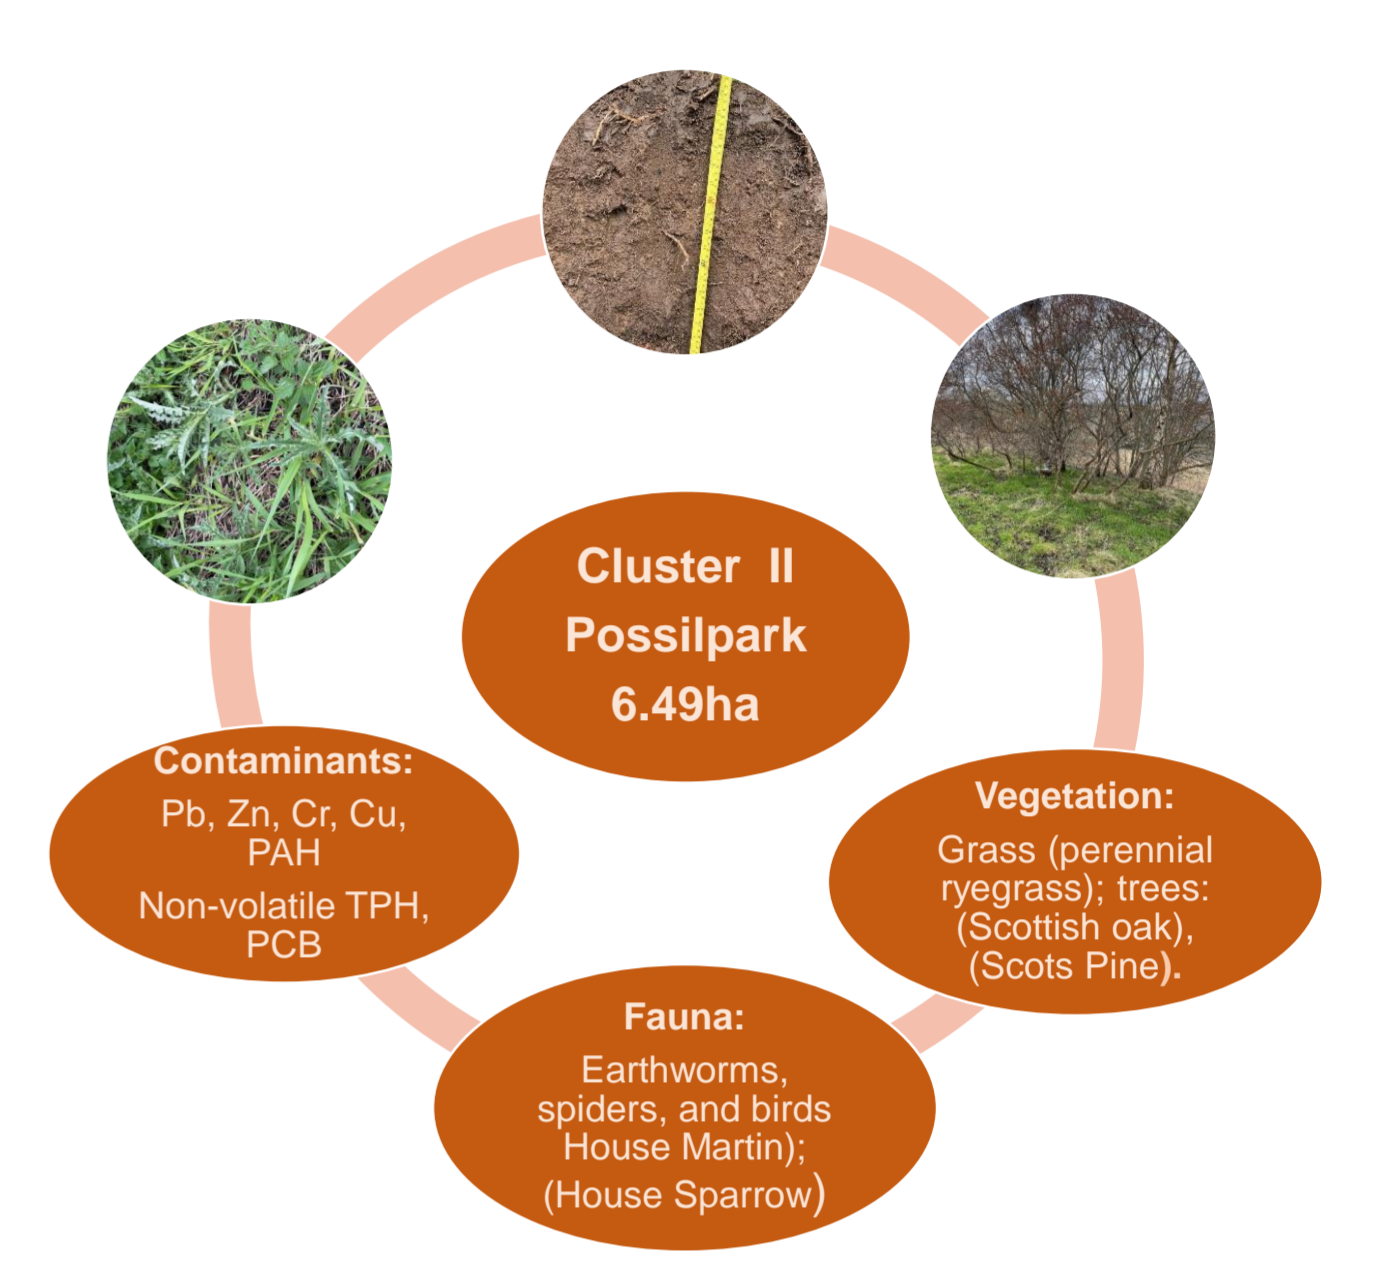 Cluster II
Possilpark
6.49ha
Contaminants:
Pb, Zn, Cr, Cu,
PAH
Non-volatile TPH,
PCB
Vegetation:
Grass (perennial
ryegrass); trees:
(Scottish oak),
(Scots Pine).
Fauna:
Earthworms,
spiders, and birds
House Martin);
(House Sparrow)